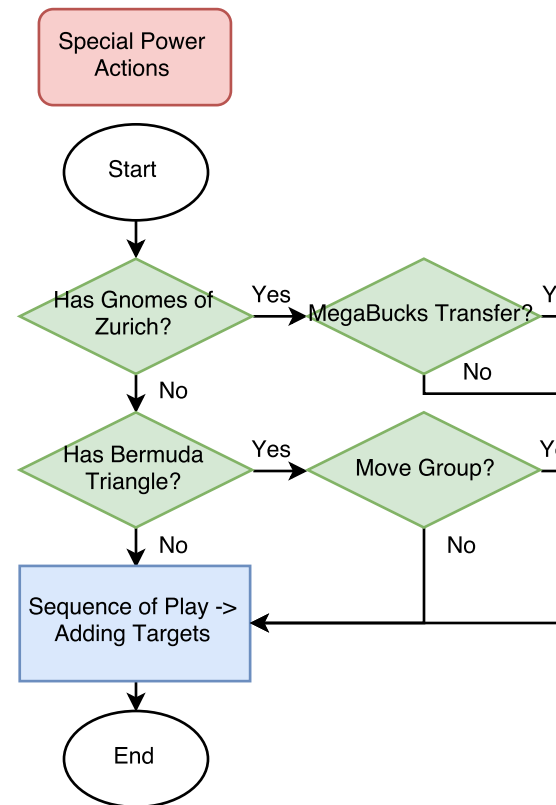 Special Power
Actions
Start
Has Gnomes of
Zurich?
Yes
MegaBucks Transfer?
No
No
Has Bermuda
Triangle?
Yes
Move Group?
No
No
Sequence of Play ->
Adding Targets
End